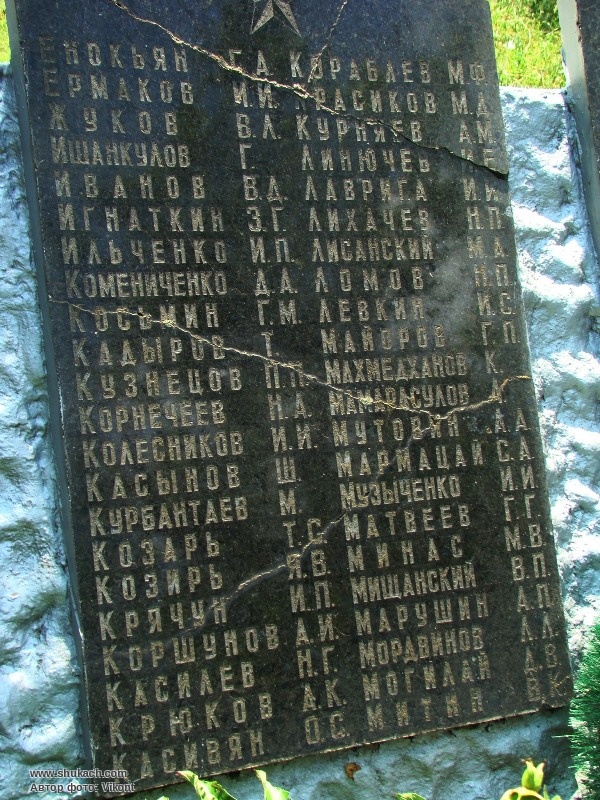 ЕНОКЬЯН Г.А. КОРАБЛЕВ М.Ф.
ЕРМАКОВ И.И. КРАСИКОВ М.Д.
ЖУКОВ В.Л. КУРНЯЕВ А.М.
ИШАНКУЛОВ Г. ЛИНЮЧЕВ
ИВАНОВ В.Д. ЛАВРИГА
ИГНАТКИН З.Г. ЛИХАЧЕВ Н.П.
ИЛЬЧЕНКО И.П. ЛИСАНСКИЙ М.А.
КОМЕНИЧЕНКО Д.А. ЛОМОВ Н.П.
КОСЬМИН Г.М. ЛЕВКИН И.С.
КАДЫРОВ Т. МАЙОРОВ Г.П.
КУЗНЕЦОВ Н.П. МАХМЕДХАНОВ К.
КОРНЕЧЕЕВ Н.А. МАМАРАСУЛОВ
КОЛЕСНИКОВ И.И. МУТОВИН А.А.
КАСЫНОВ Ш. МАРМАЦАЙ С.А.
КУРБАНТАЕВ М. МУЗЫЧЕНКО И.И.
КОЗАРЬ Т.С. МАТВЕЕВ Г.Г.
КОЗИРЬ Я.В. МИНАС М.В.
КРЯЧУН И.П. МИЩАНСКИЙ В.П.
КОРШУНОВ А.И. МАРУШИН А.П.
КАСИЛЕВ Н.Г. МОРДВИНОВ Л.Л.
КРЮКОВ А.К. МОГИЛАЙ Д.В.
КАСИВЯН О.С. МИТИН В.К.
www.shukach.com
Автор фото: Vikont